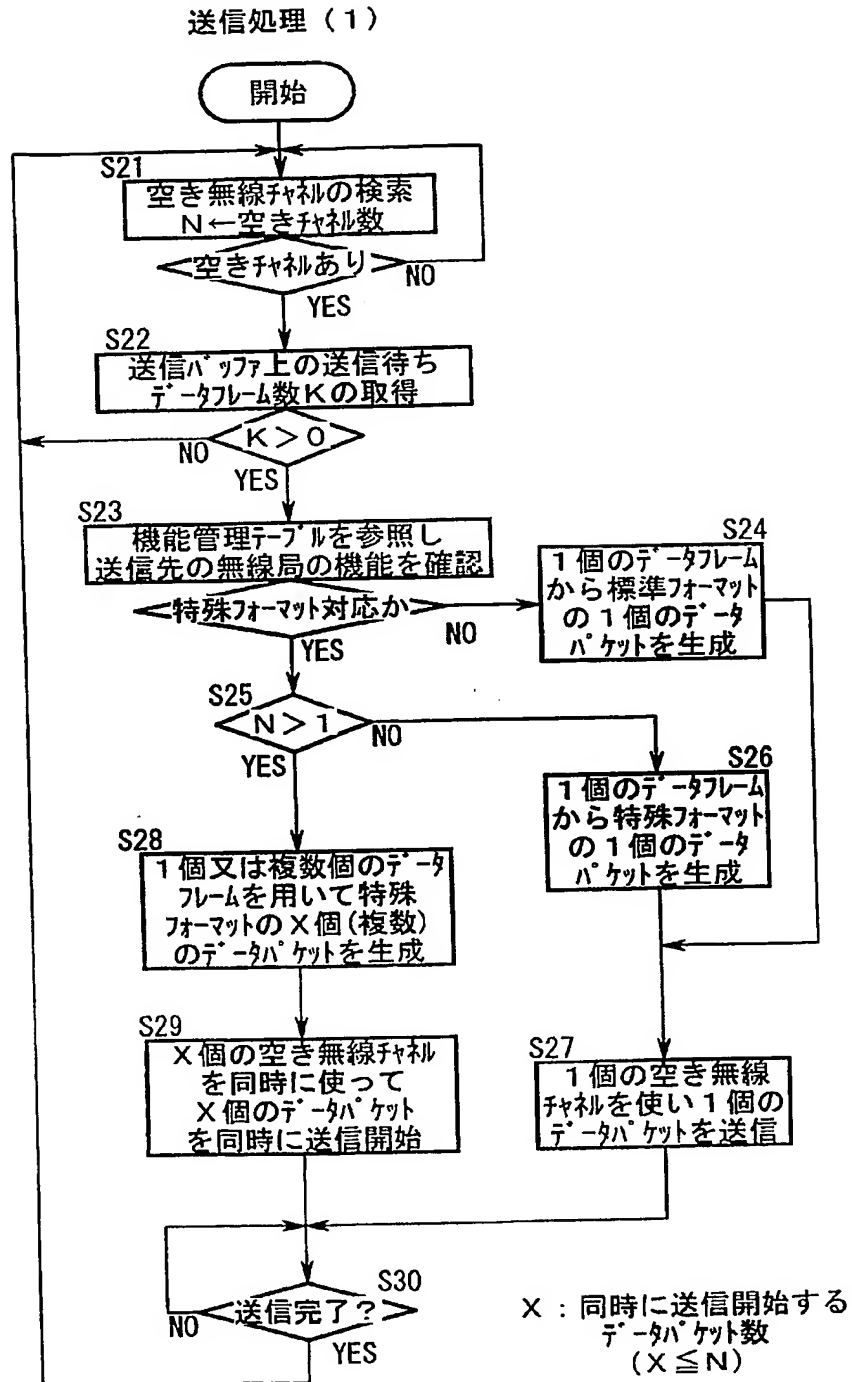 送信処理(1)
開始
S21
空き無線チャネルの検索
N←空きチャネル数
空きチャネルあり
NO
YES
S22
送信バッファ上の送信待ち
データフレーム数Kの取得
K>0
NO
YES
S23
機能管理テーブルを参照し
送信先の無線局の機能を確認
特殊フォーマット対応か
NO
YES
S24
1個のデータフレーム
から標準フォーマット
の1個のデータ
パケットを生成
S25
N>1
NO
YES
S26
1個のデータフレーム
から特殊フォーマット
の1個のデータ
パケットを生成
S28
1個又は複数個のデータ
フレームを用いて特殊
フォーマットのX個(複数)
のデータパケットを生成
S29
X個の空き無線チャネル
を同時に使って
X個のデータパケット
を同時に送信開始
S27
1個の空き無線
チャネルを使い1個の
データパケットを送信
S30
送信完了?
NO
YES
X:同時に送信開始する
データパケット数
(X≦N)